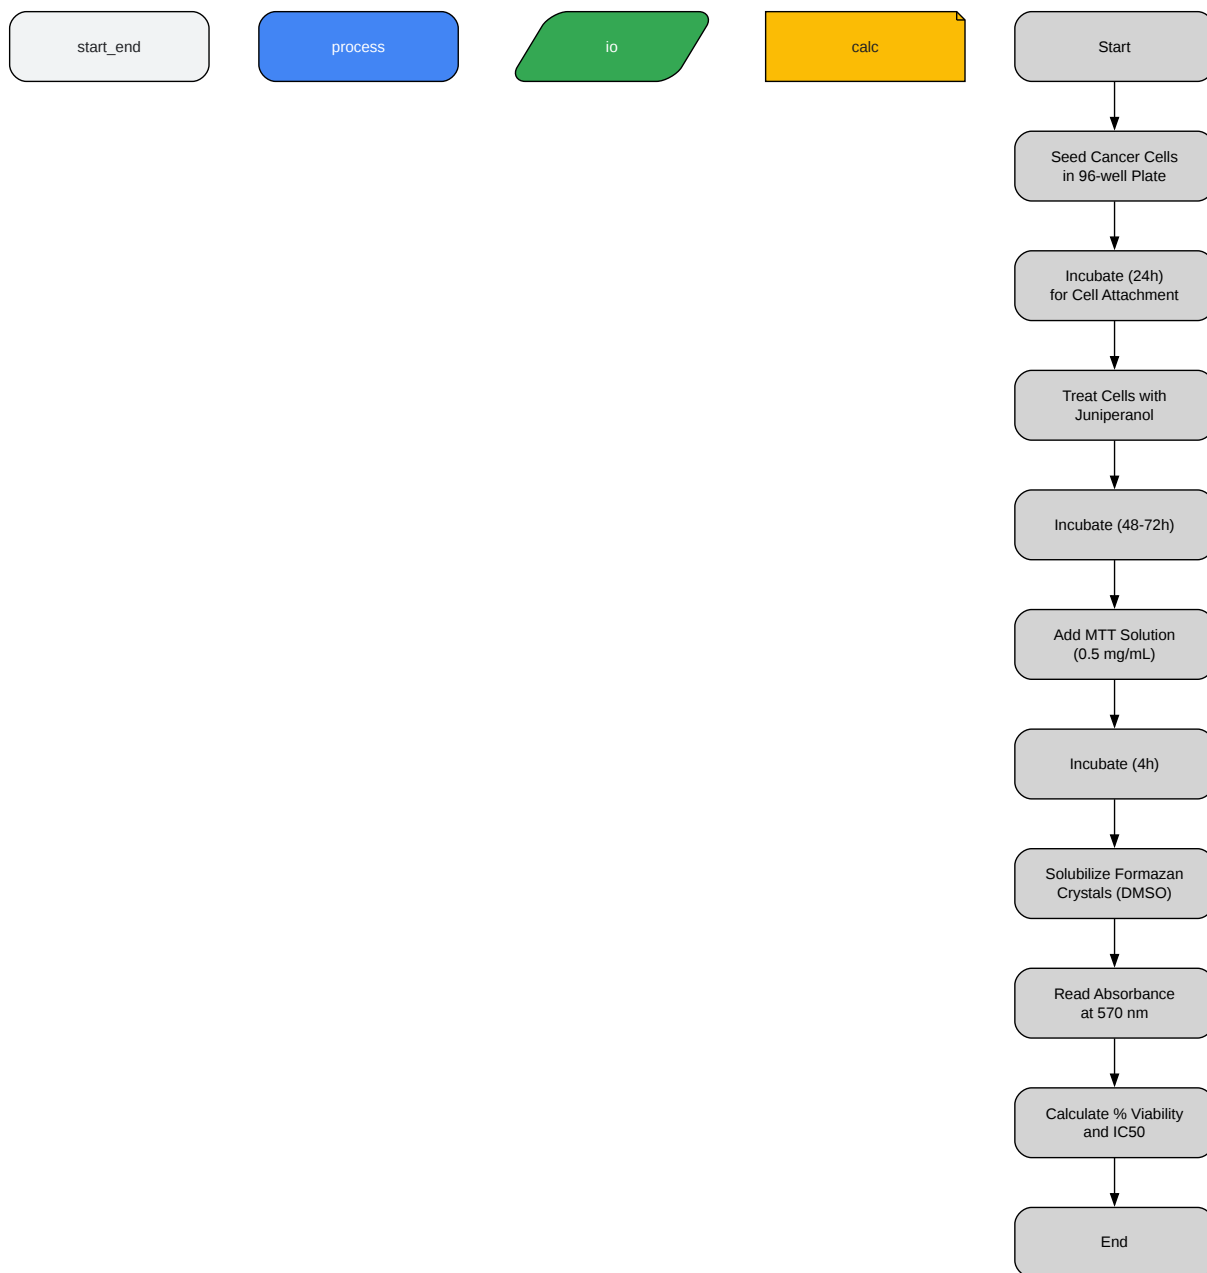 start_end
process
io
calc
Start
Seed Cancer Cells
in 96-well Plate
Incubate (24h)
for Cell Attachment
Treat Cells with
Juniperanol
Incubate (48-72h)
Add MTT Solution
(0.5 mg/mL)
Incubate (4h)
Solubilize Formazan
Crystals (DMSO)
Read Absorbance
at 570 nm
Calculate % Viability
and IC50
End